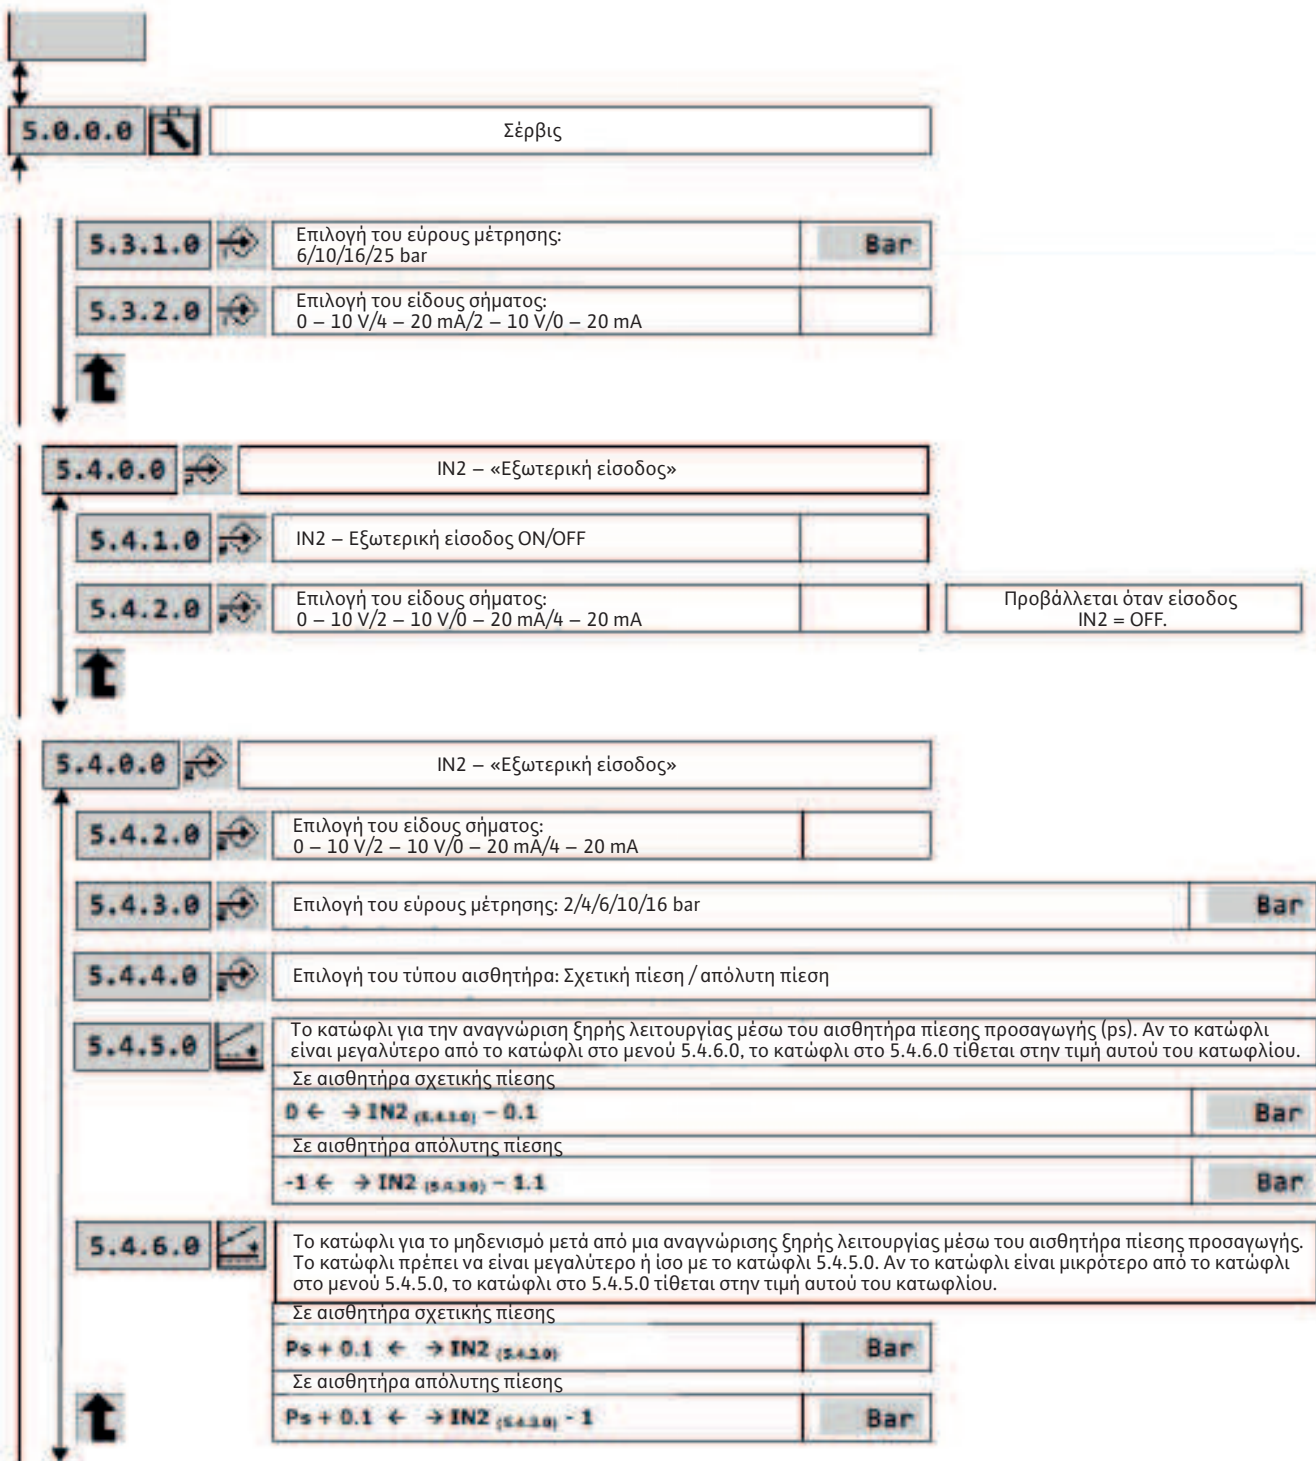 5.0.0.0
Σέρβις
5.3.1.0
Επιλογή του εύρους μέτρησης:
6/10/16/25 bar
Bar
5.3.2.0
Επιλογή του είδους σήματος:
0 – 10 V/4 – 20 mA/2 – 10 V/0 – 20 mA
5.4.0.0
IN2 – «Εξωτερική είσοδος»
5.4.1.0
IN2 – Εξωτερική είσοδος ON/OFF
5.4.2.0
Επιλογή του είδους σήματος:
0 – 10 V/2 – 10 V/0 – 20 mA/4 – 20 mA
Προβάλλεται όταν είσοδος
IN2 = OFF.
5.4.0.0
IN2 – «Εξωτερική είσοδος»
5.4.2.0
Επιλογή του είδους σήματος:
0 – 10 V/2 – 10 V/0 – 20 mA/4 – 20 mA
5.4.3.0
Επιλογή του εύρους μέτρησης: 2/4/6/10/16 bar
Bar
5.4.4.0
Επιλογή του τύπου αισθητήρα: Σχετική πίεση / απόλυτη πίεση
5.4.5.0
Το κατώφλι για την αναγνώριση ξηρής λειτουργίας μέσω του αισθητήρα πίεσης προσαγωγής (ps). Αν το κατώφλι
είναι μεγαλύτερο από το κατώφλι στο μενού 5.4.6.0, το κατώφλι στο 5.4.6.0 τίθεται στην τιμή αυτού του κατωφλίου.
Σε αισθητήρα σχετικής πίεσης
0 ← → IN2 – 0.1
Bar
Σε αισθητήρα απόλυτης πίεσης
-1 ← → IN2 (5.4.3.0) – 1.1
Bar
5.4.6.0
Το κατώφλι για το μηδενισμό μετά από μια αναγνώρισης ξηρής λειτουργίας μέσω του αισθητήρα πίεσης προσαγωγής.
Το κατώφλι πρέπει να είναι μεγαλύτερο ή ίσο με το κατώφλι 5.4.5.0. Αν το κατώφλι είναι μικρότερο από το κατώφλι
στο μενού 5.4.5.0, το κατώφλι στο 5.4.5.0 τίθεται στην τιμή αυτού του κατωφλίου.
Σε αισθητήρα σχετικής πίεσης
Ps + 0.1 ← → IN2
Bar
Σε αισθητήρα απόλυτης πίεσης
Ps + 0.1 ← → IN2 (5.4.3.0) - 1
Bar